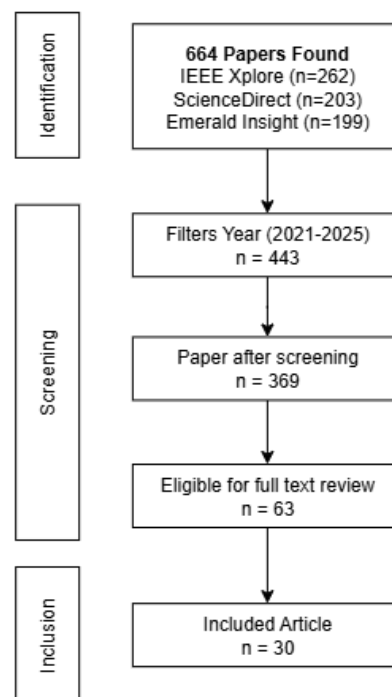 Identification
664 Papers Found
IEEE Xplore (n=262)
ScienceDirect (n=203)
Emerald Insight (n=199)
Screening
Filters Year (2021-2025)
n = 443
Paper after screening
n = 369
Eligible for full text review
n = 63
Inclusion
Included Article
n = 30